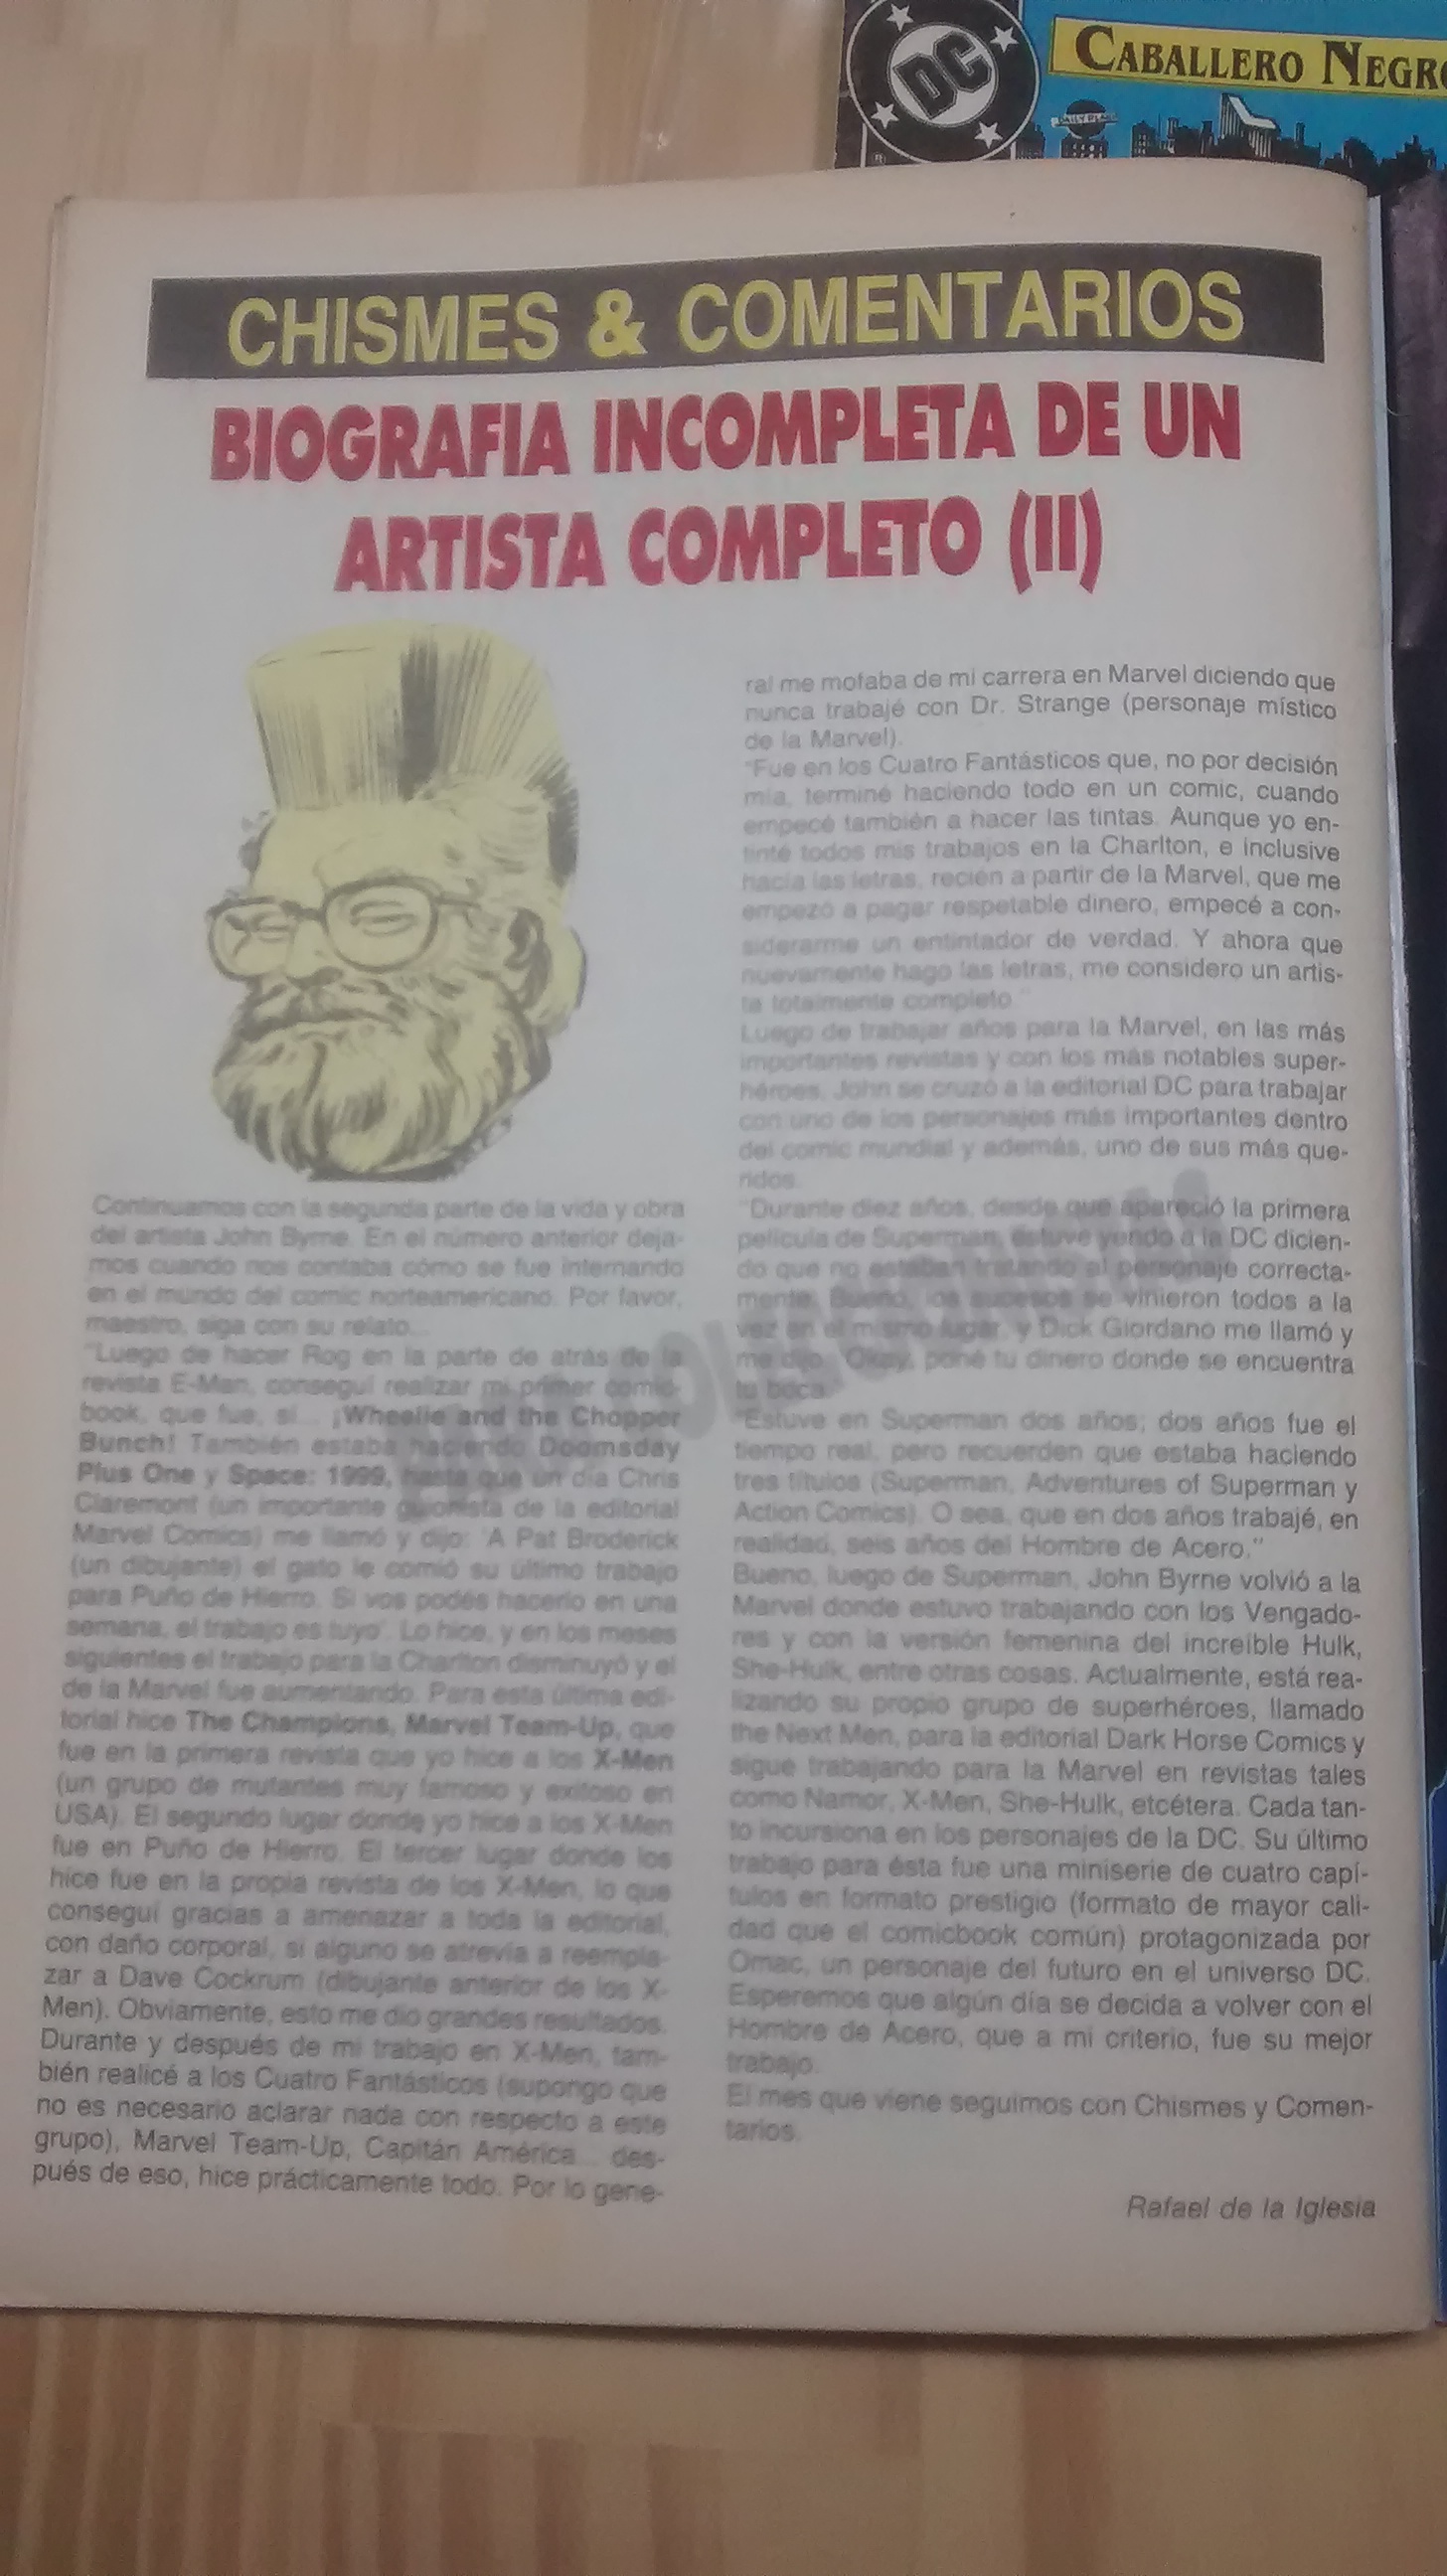 DC
CABALLERO NEGRO
DAILY PLANET
CHISMES & COMENTARIOS
BIOGRAFIA INCOMPLETA DE UN
ARTISTA COMPLETO (II)
Continuamos con la segunda parte de la vida y obra
del artista John Byrne. En el número anterior deja-
mos cuando nos contaba cómo se fue internando
en el mundo del comic norteamericano. Por favor,
maestro, siga con su relato...
"Luego de hacer Rog en la parte de atrás de la
revista E-Man, conseguí realizar mi primer comic-
book, que fue, sí... ¡Wheelie and the Chopper
Bunch! También estaba haciendo Doomsday
Plus One y Space: 1999, hasta que un día Chris
Claremont (un importante guionista de la editorial
Marvel Comics) me llamó y dijo: 'A Pat Broderick
(un dibujante) el gato le comió su último trabajo
para Puño de Hierro. Si vos podés hacerlo en una
semana, el trabajo es tuyo'. Lo hice, y en los meses
siguientes el trabajo para la Charlton disminuyó y el
de la Marvel fue aumentando. Para esta última edi-
torial hice The Champions, Marvel Team-Up, que
fue en la primera revista que yo hice a los X-Men
(un grupo de mutantes muy famoso y exitoso en
USA). El segundo lugar donde yo hice a los X-Men
fue en Puño de Hierro. El tercer lugar donde los
hice fue en la propia revista de los X-Men, lo que
conseguí gracias a amenazar a toda la editorial,
con daño corporal, si alguno se atrevía a reempla-
zar a Dave Cockrum (dibujante anterior de los X-
Men). Obviamente, esto me dio grandes resultados.
Durante y después de mi trabajo en X-Men, tam-
bién realicé a los Cuatro Fantásticos (supongo que
no es necesario aclarar nada con respecto a este
grupo), Marvel Team-Up, Capitán América... des-
pués de eso, hice prácticamente todo. Por lo gene-
ral me mofaba de mi carrera en Marvel diciendo que
nunca trabajé con Dr. Strange (personaje místico
de la Marvel).
"Fue en los Cuatro Fantásticos que, no por decisión
mía, terminé haciendo todo en un comic, cuando
empecé también a hacer las tintas. Aunque yo en-
tinté todos mis trabajos en la Charlton, e inclusive
hacía las letras, recién a partir de la Marvel, que me
empezó a pagar respetable dinero, empecé a con-
siderarme un entintador de verdad. Y ahora que
nuevamente hago las letras, me considero un artis-
ta totalmente completo."
Luego de trabajar años para la Marvel, en las más
importantes revistas y con los más notables super-
héroes, John se cruzó a la editorial DC para trabajar
con uno de los personajes más importantes dentro
del comic mundial y además, uno de sus más que-
ridos.
"Durante diez años, desde que apareció la primera
película de Superman, estuve yendo a la DC dicien-
do que no estaban tratando al personaje correcta-
mente. Bueno, los sucesos se vinieron todos a la
vez en el mismo lugar, y Dick Giordano me llamó y
me dijo: 'Okay, poné tu dinero donde se encuentra
tu boca.'
"Estuve en Superman dos años; dos años fue el
tiempo real, pero recuerden que estaba haciendo
tres títulos (Superman, Adventures of Superman y
Action Comics). O sea, que en dos años trabajé, en
realidad, seis años del Hombre de Acero."
Bueno, luego de Superman, John Byrne volvió a la
Marvel donde estuvo trabajando con los Vengado-
res y con la versión femenina del increíble Hulk,
She-Hulk, entre otras cosas. Actualmente, está rea-
lizando su propio grupo de superhéroes, llamado
the Next Men, para la editorial Dark Horse Comics y
sigue trabajando para la Marvel en revistas tales
como Namor, X-Men, She-Hulk, etcétera. Cada tan-
to incursiona en los personajes de la DC. Su último
trabajo para ésta fue una miniserie de cuatro capí-
tulos en formato prestigio (formato de mayor cali-
dad que el comicbook común) protagonizada por
Omac, un personaje del futuro en el universo DC.
Esperemos que algún día se decida a volver con el
Hombre de Acero, que a mi criterio, fue su mejor
trabajo.
El mes que viene seguimos con Chismes y Comen-
tarios.
Rafael de la Iglesia